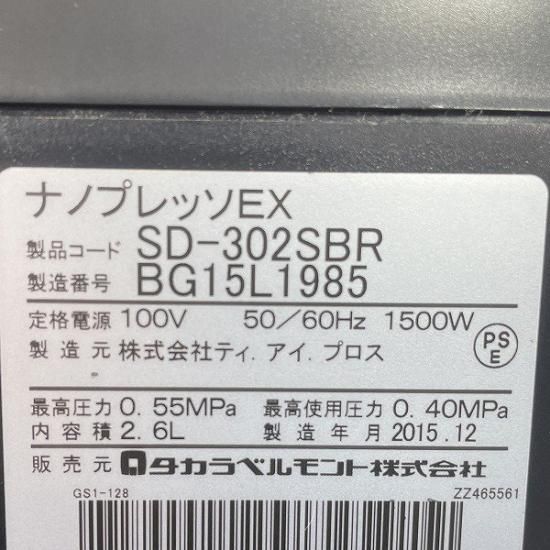 ナノプレッソEX
製品コード SD-302SBR
製造番号 BG15L1985
定格電源 100V 50/60Hz 1500W
製造元 株式会社ティ. アイ. プロス
PS
E
最高圧力 0. 55MPa 最高使用圧力 0. 40MPa
内容積 2. 6L 製造年月 2015. 12
販売元 タカラベルモント株式会社
GS1-128 ZZ465561